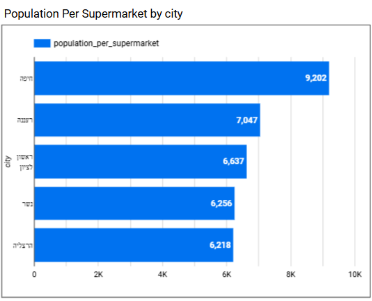 Population Per Supermarket by city
population_per_supermarket
חיפה
9,202
רעננה
7,047
ראשון
לציון
6,637
נשר
6,256
הרצליה
6,218
city
0 2K 4K 6K 8K 10K